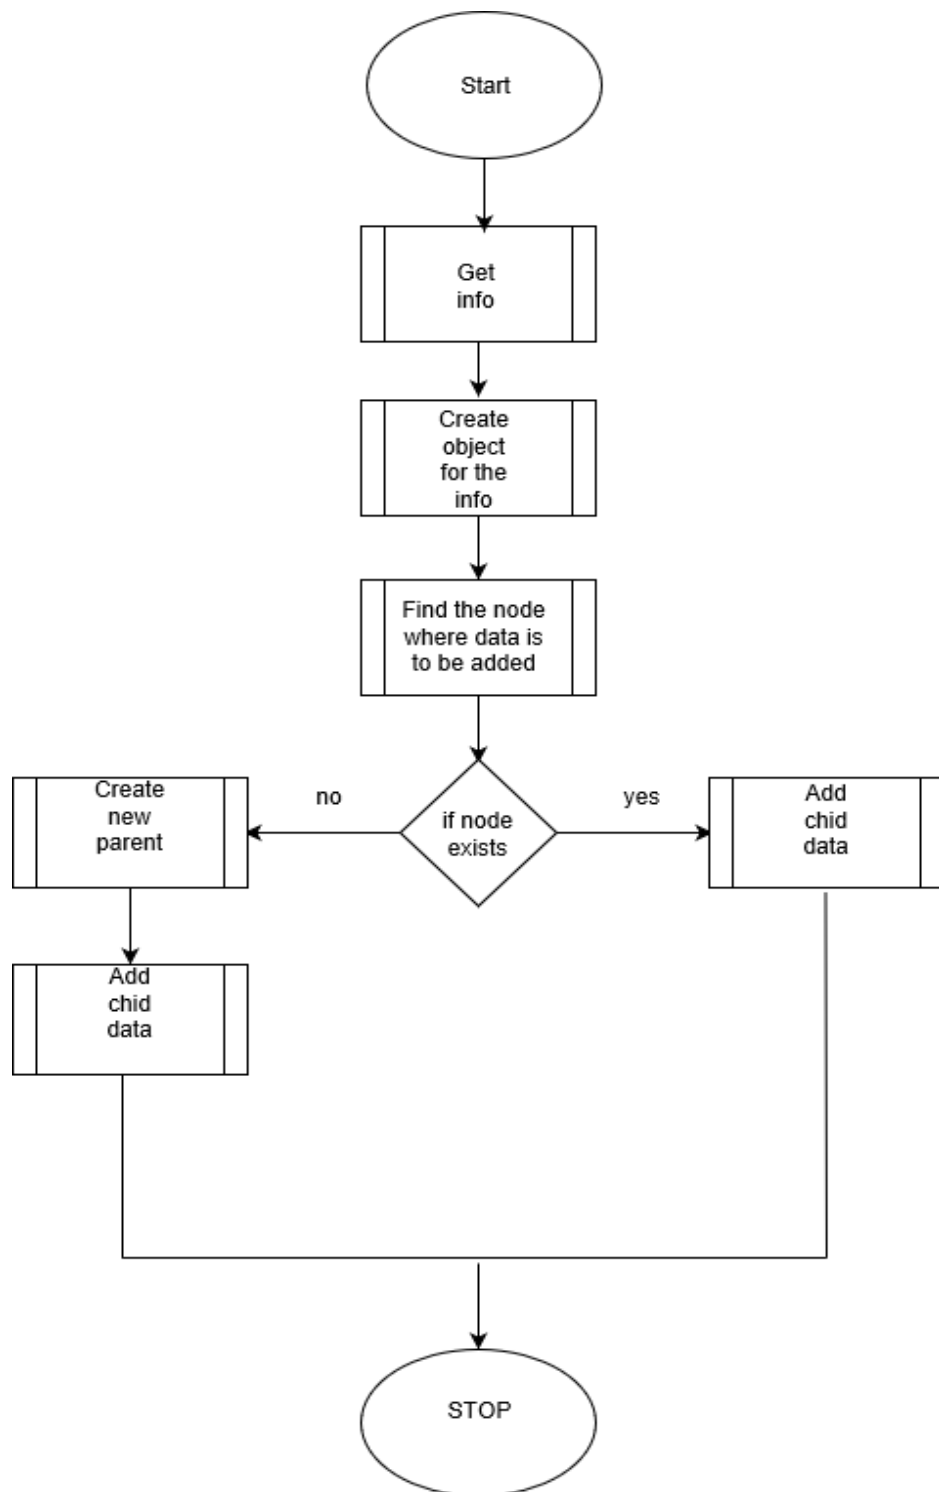 Start
Get
info
Create
object
for the
info
Find the node
where data is
to be added
Create
new
parent
no
if node
exists
yes
Add
chid
data
Add
chid
data
STOP